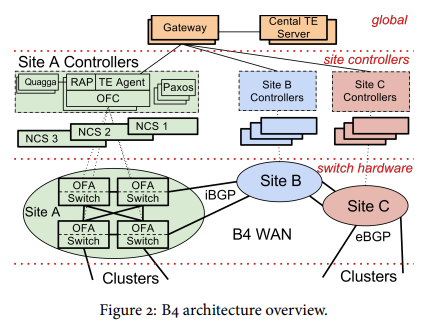 Gateway
Cental TE
Server
global
site controllers
Site A Controllers
Quagga
RAP
TE Agent
OFC
Paxos
Site B
Controllers
Site C
Controllers
NCS 1
NCS 2
NCS 3
switch hardware
OFA
Switch
OFA
Switch
Site A
OFA
Switch
OFA
Switch
iBGP
Site B
Site C
B4 WAN
eBGP
Clusters
Clusters
Figure 2: B4 architecture overview.